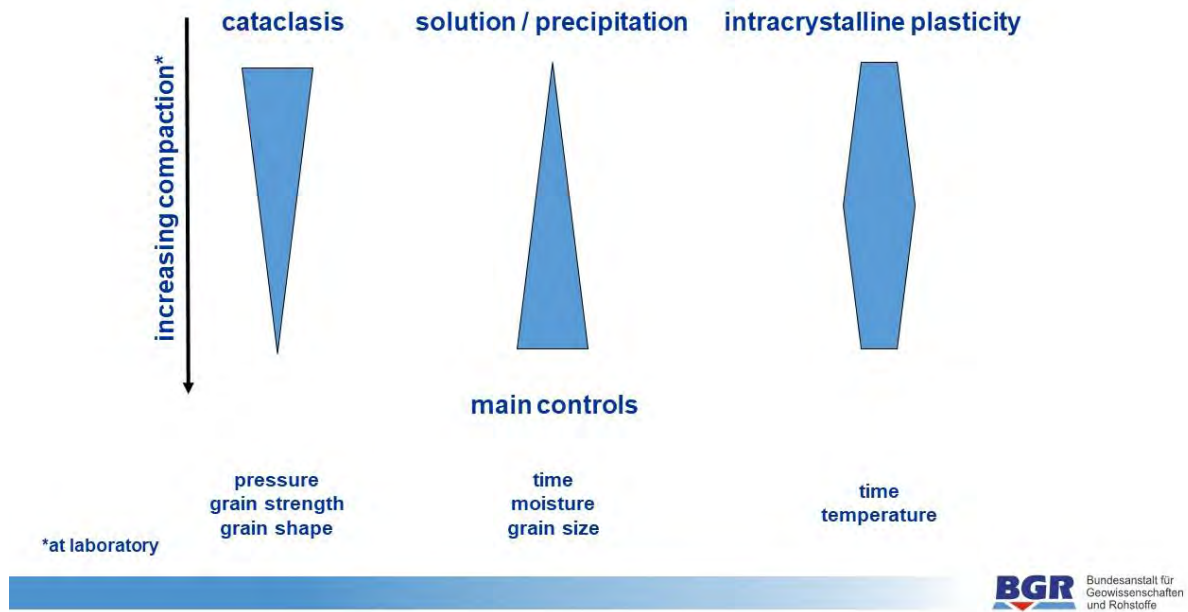 cataclasis
solution / precipitation
intracrystalline plasticity
increasing compaction*
main controls
pressure
grain strength
grain shape
time
moisture
grain size
time
temperature
*at laboratory
BGR
Bundesanstalt für
Geowissenschaften
und Rohstoffe